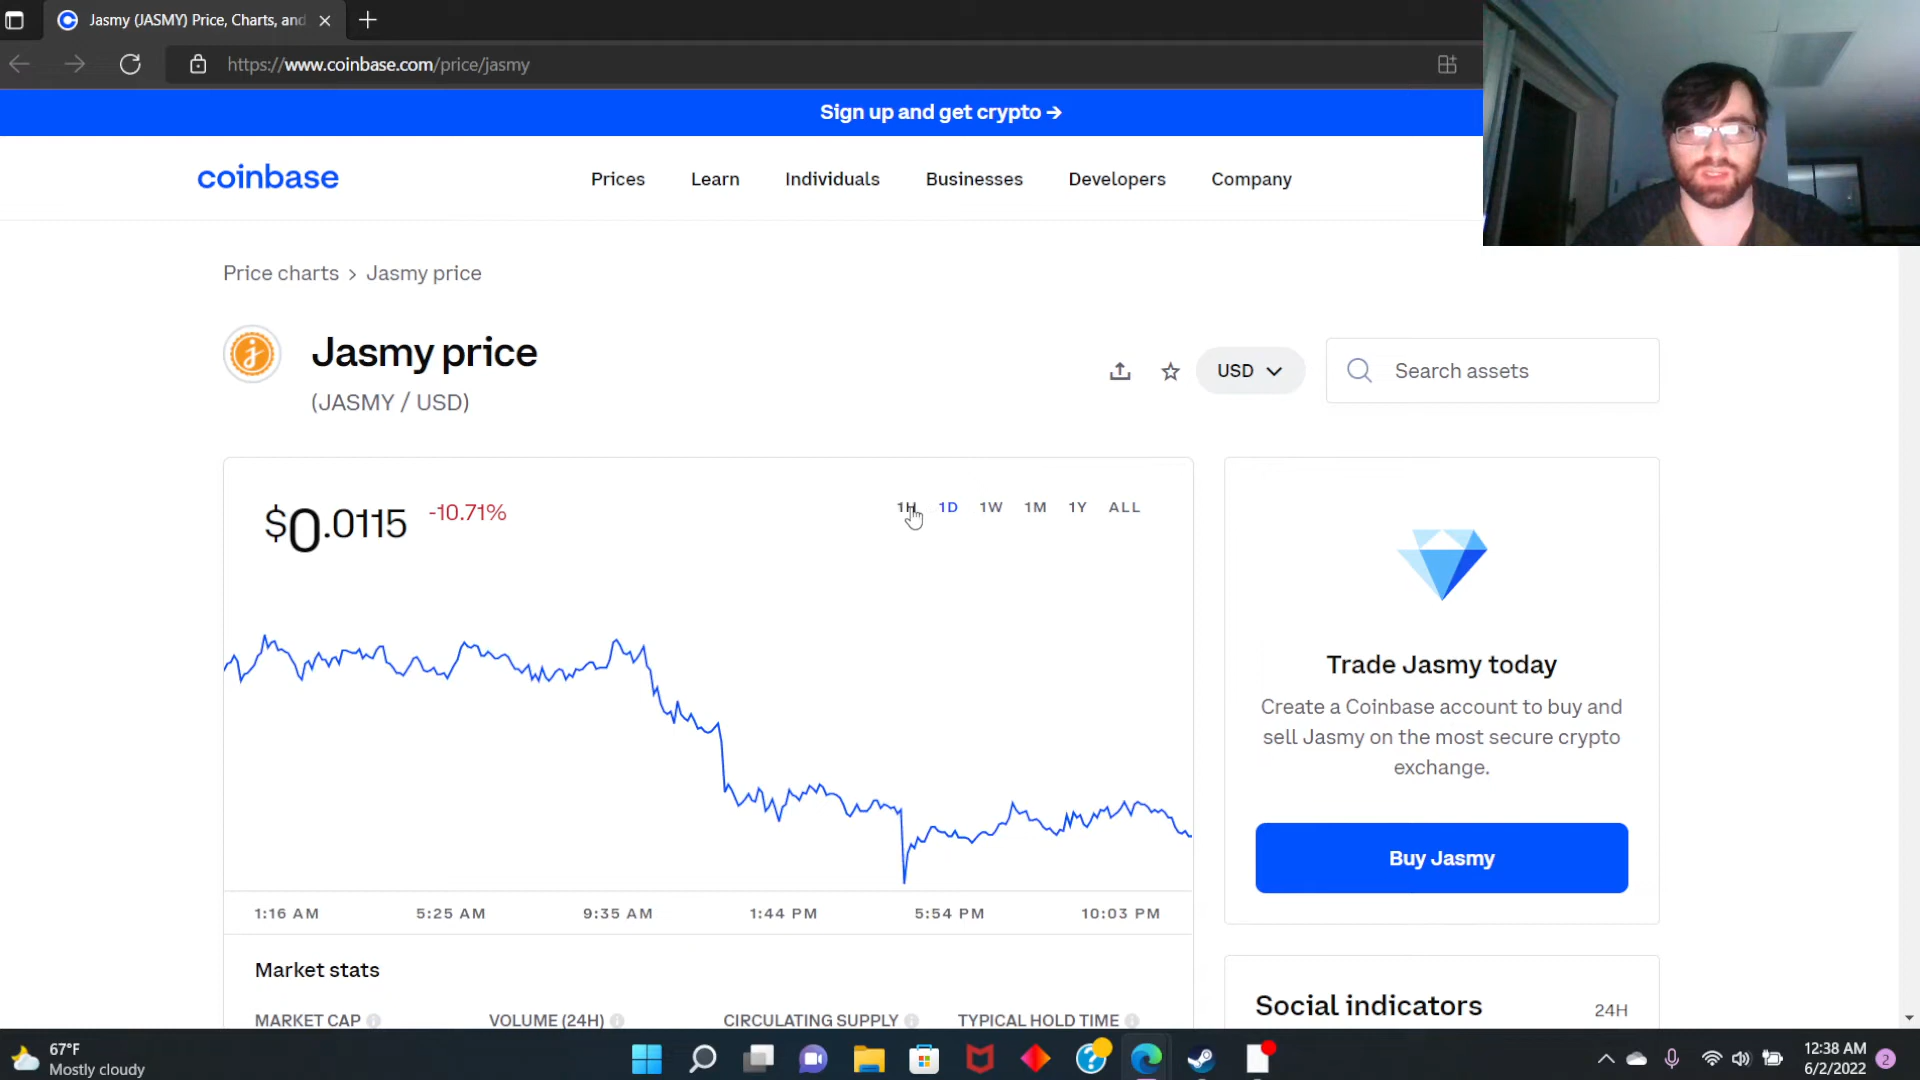 Jasmy (JASMY) Price, Charts, and
https://www.coinbase.com/price/jasmy
Sign up and get crypto →
coinbase
Prices
Learn
Individuals
Businesses
Developers
Company
Price charts > Jasmy price
Jasmy price
(JASMY / USD)
USD
Search assets
$0.0115
-10.71%
1H
1D
1W
1M
1Y
ALL
1:16 AM
5:25 AM
9:35 AM
1:44 PM
5:54 PM
10:03 PM
Market stats
MARKET CAP
VOLUME (24H)
CIRCULATING SUPPLY
TYPICAL HOLD TIME
Trade Jasmy today
Create a Coinbase account to buy and
sell Jasmy on the most secure crypto
exchange.
Buy Jasmy
Social indicators
24H
67°F
Mostly cloudy
12:38 AM
6/2/2022
2